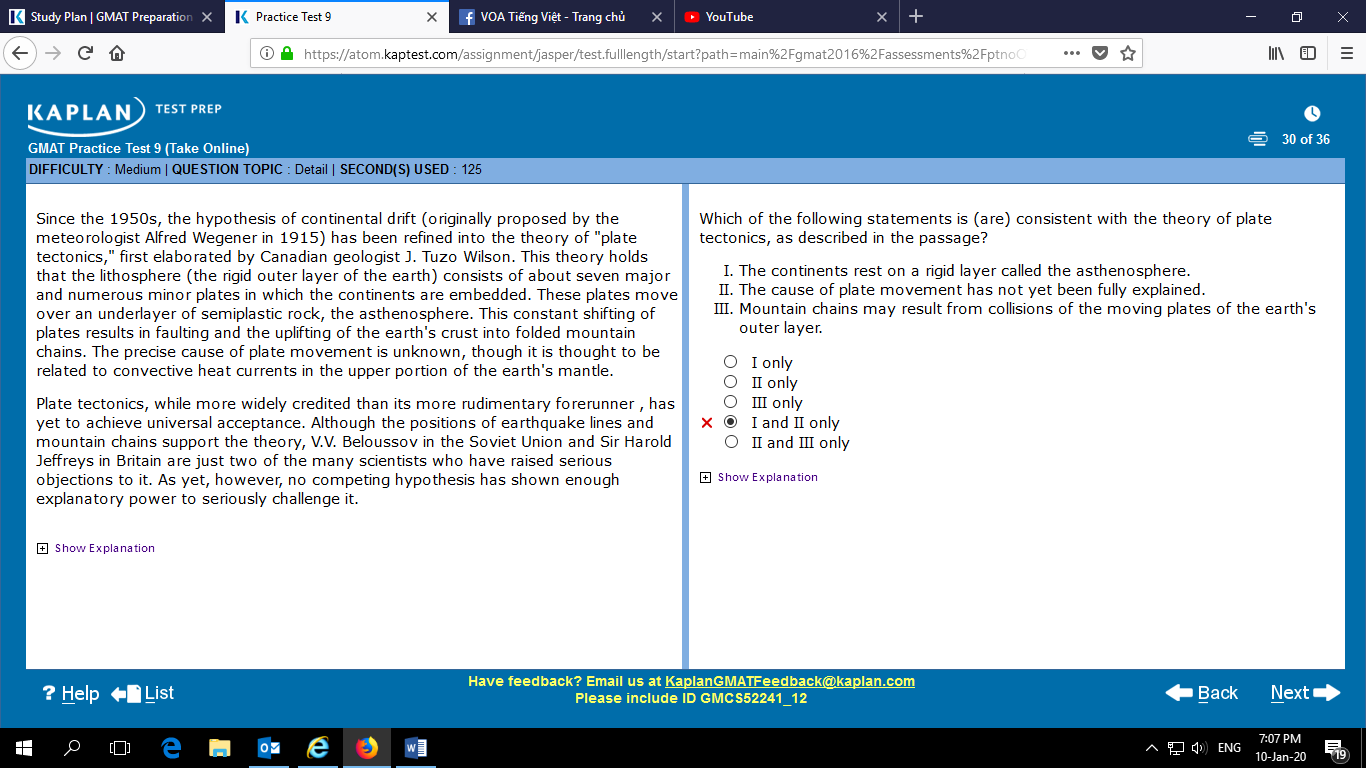 Study Plan | GMAT Preparation
Practice Test 9
VOA Tiếng Việt - Trang chủ
YouTube
https://atom.kaptest.com/assignment/jasper/test.fulllength/start?path=main%2Fgmat2016%2Fassessments%2Fptno
KAPLAN TEST PREP
GMAT Practice Test 9 (Take Online)
30 of 36
DIFFICULTY : Medium | QUESTION TOPIC : Detail | SECOND(S) USED : 125
Since the 1950s, the hypothesis of continental drift (originally proposed by the
meteorologist Alfred Wegener in 1915) has been refined into the theory of "plate
tectonics," first elaborated by Canadian geologist J. Tuzo Wilson. This theory holds
that the lithosphere (the rigid outer layer of the earth) consists of about seven major
and numerous minor plates in which the continents are embedded. These plates move
over an underlayer of semiplastic rock, the asthenosphere. This constant shifting of
plates results in faulting and the uplifting of the earth's crust into folded mountain
chains. The precise cause of plate movement is unknown, though it is thought to be
related to convective heat currents in the upper portion of the earth's mantle.
Plate tectonics, while more widely credited than its more rudimentary forerunner , has
yet to achieve universal acceptance. Although the positions of earthquake lines and
mountain chains support the theory, V.V. Beloussov in the Soviet Union and Sir Harold
Jeffreys in Britain are just two of the many scientists who have raised serious
objections to it. As yet, however, no competing hypothesis has shown enough
explanatory power to seriously challenge it.
Show Explanation
Which of the following statements is (are) consistent with the theory of plate
tectonics, as described in the passage?
I. The continents rest on a rigid layer called the asthenosphere.
II. The cause of plate movement has not yet been fully explained.
III. Mountain chains may result from collisions of the moving plates of the earth's
outer layer.
I only
II only
III only
I and II only
II and III only
Show Explanation
? Help
List
Have feedback? Email us at KaplanGMATFeedback@kaplan.com
Please include ID GMCS52241_12
Back
Next
ENG
7:07 PM
10-Jan-20
19